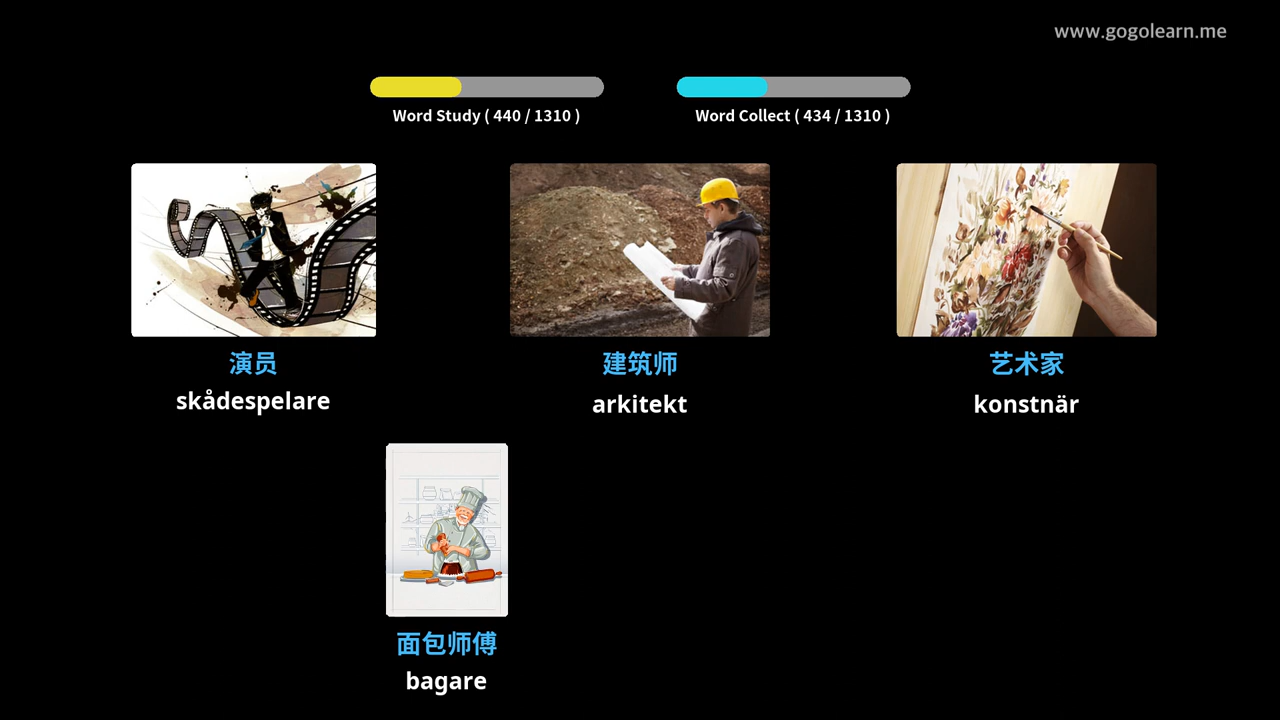 www.gogolearn.me
Word Study ( 440 / 1310 )
Word Collect ( 434 / 1310 )
演员
skådespelare
建筑师
arkitekt
艺术家
konstnär
面包师傅
bagare